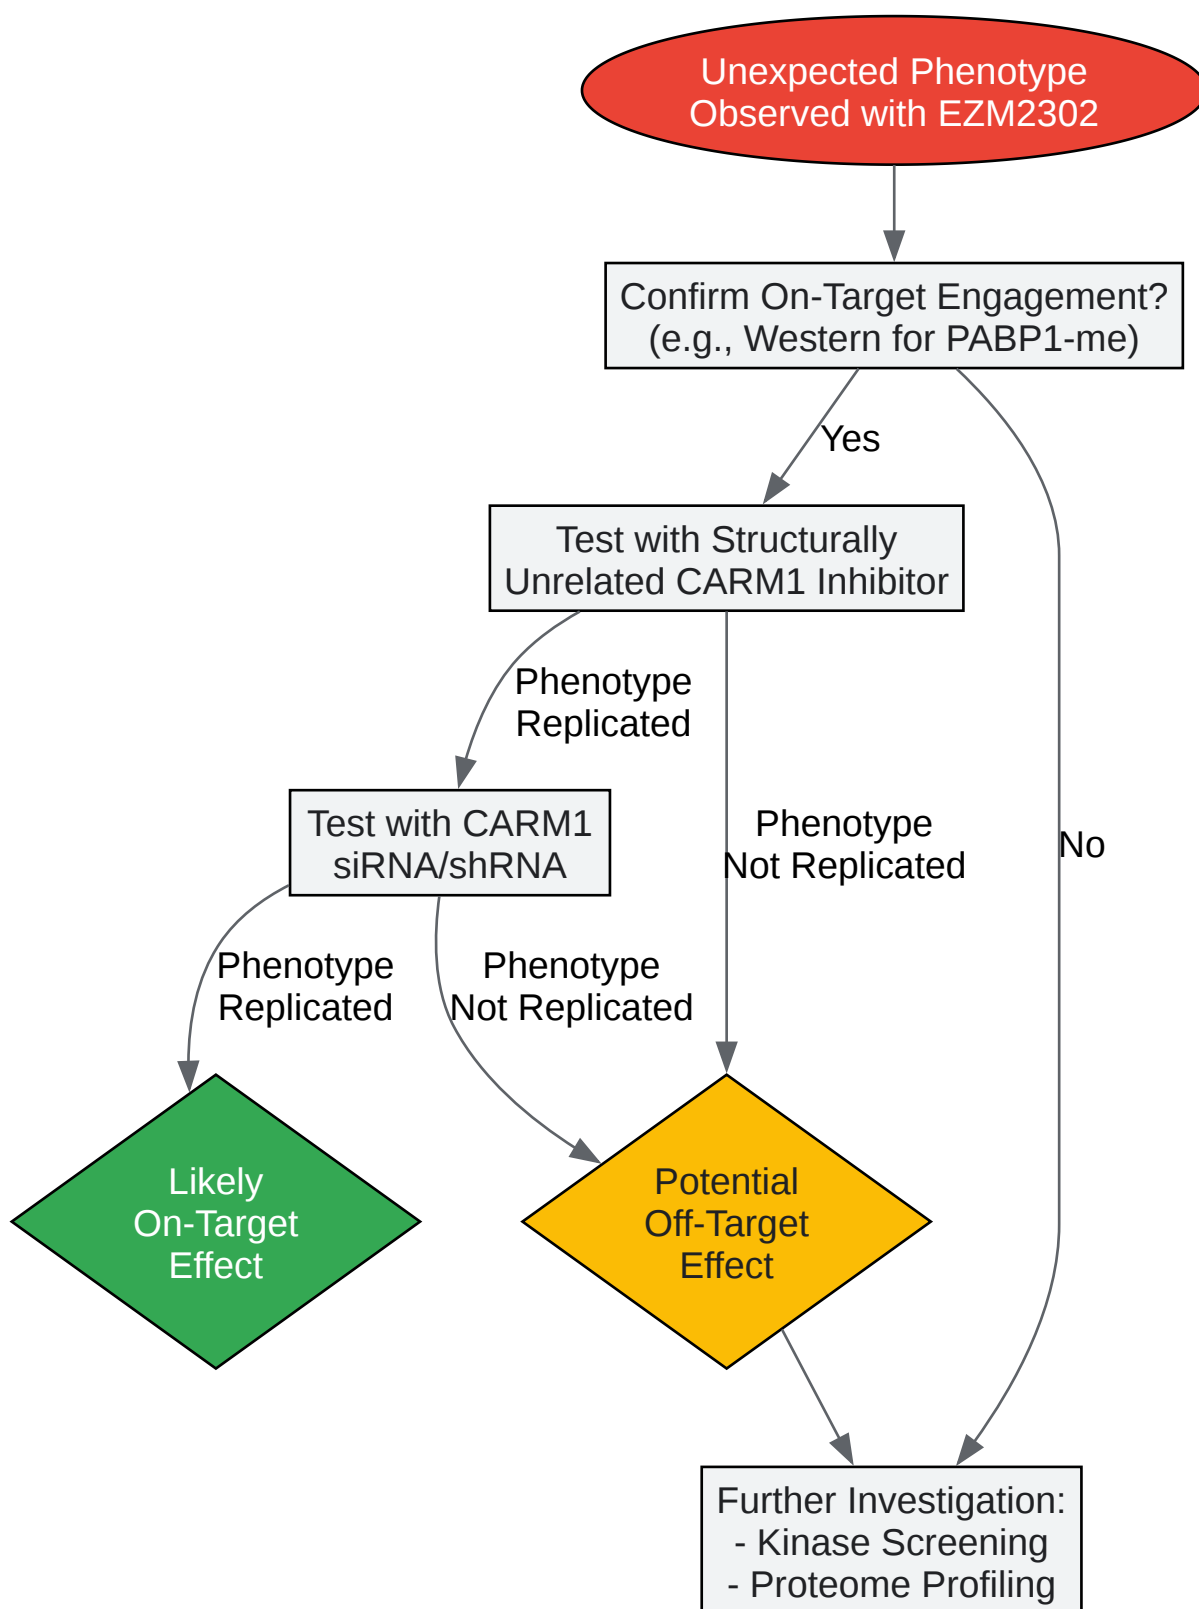 Unexpected Phenotype
Observed with EZM2302
Confirm On-Target Engagement?
(e.g., Western for PABP1-me)
Yes
Test with Structurally
Unrelated CARM1 Inhibitor
Phenotype
Replicated
Test with CARM1
siRNA/shRNA
Phenotype
Not Replicated
No
Phenotype
Replicated
Phenotype
Not Replicated
Likely
On-Target
Effect
Potential
Off-Target
Effect
Further Investigation:
- Kinase Screening
- Proteome Profiling